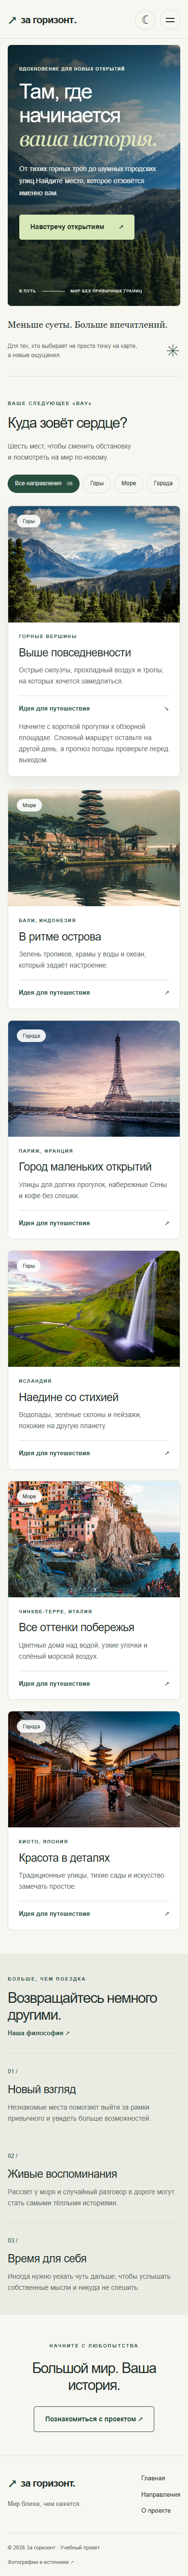 ↗ за горизонт.
ВДОХНОВЕНИЕ ДЛЯ НОВЫХ ОТКРЫТИЙ
Там, где
начинается
ваша история.
От тихих горных троп до шумных городских
улиц.Найдите место, которое отзовётся
именно вам.
Навстречу открытиям ↗
В ПУТЬ
МИР БЕЗ ПРИВЫЧНЫХ ГРАНИЦ
Меньше суеты. Больше впечатлений.
Для тех, кто выбирает не просто точку на карте,
а новые ощущения.
ВАШЕ СЛЕДУЮЩЕЕ «ВАУ»
Куда зовёт сердце?
Шесть мест, чтобы сменить обстановку
и посмотреть на мир по-новому.
Все направления 06
Горы
Море
Города
Горы
ГОРНЫЕ ВЕРШИНЫ
Выше повседневности
Острые силуэты, прохладный воздух и тропы,
на которых хочется замедлиться.
Идея для путешествия ↘
Начните с короткой прогулки к обзорной
площадке. Сложный маршрут оставьте на
другой день, а прогноз погоды проверьте перед
выходом.
Море
БАЛИ, ИНДОНЕЗИЯ
В ритме острова
Зелень тропиков, храмы у воды и океан,
который задаёт настроение.
Идея для путешествия ↗
Города
ПАРИЖ, ФРАНЦИЯ
Город маленьких открытий
Улицы для долгих прогулок, набережные Сены
и кофе без спешки.
Идея для путешествия ↗
Горы
ИСЛАНДИЯ
Наедине со стихией
Водопады, зелёные склоны и пейзажи,
похожие на другую планету.
Идея для путешествия ↗
Море
ЧИНКВЕ-ТЕРРЕ, ИТАЛИЯ
Все оттенки побережья
Цветные дома над водой, узкие улочки и
солёный морской воздух.
Идея для путешествия ↗
Города
КИОТО, ЯПОНИЯ
Красота в деталях
Традиционные улицы, тихие сады и искусство
замечать простое.
Идея для путешествия ↗
БОЛЬШЕ, ЧЕМ ПОЕЗДКА
Возвращайтесь немного
другими.
Наша философия ↗
01 /
Новый взгляд
Незнакомые места помогают выйти за рамки
привычного и увидеть больше возможностей.
02 /
Живые воспоминания
Рассвет у моря и случайный разговор в дороге могут
стать самыми тёплыми историями.
03 /
Время для себя
Иногда нужно уехать чуть дальше, чтобы услышать
собственные мысли и никуда не спешить.
НАЧНИТЕ С ЛЮБОПЫТСТВА
Большой мир. Ваша
история.
Познакомиться с проектом ↗
↗ за горизонт.
Мир ближе, чем кажется.
Главная
Направления
О проекте
© 2026 За горизонт · Учебный проект
Фотографии и источники ↗